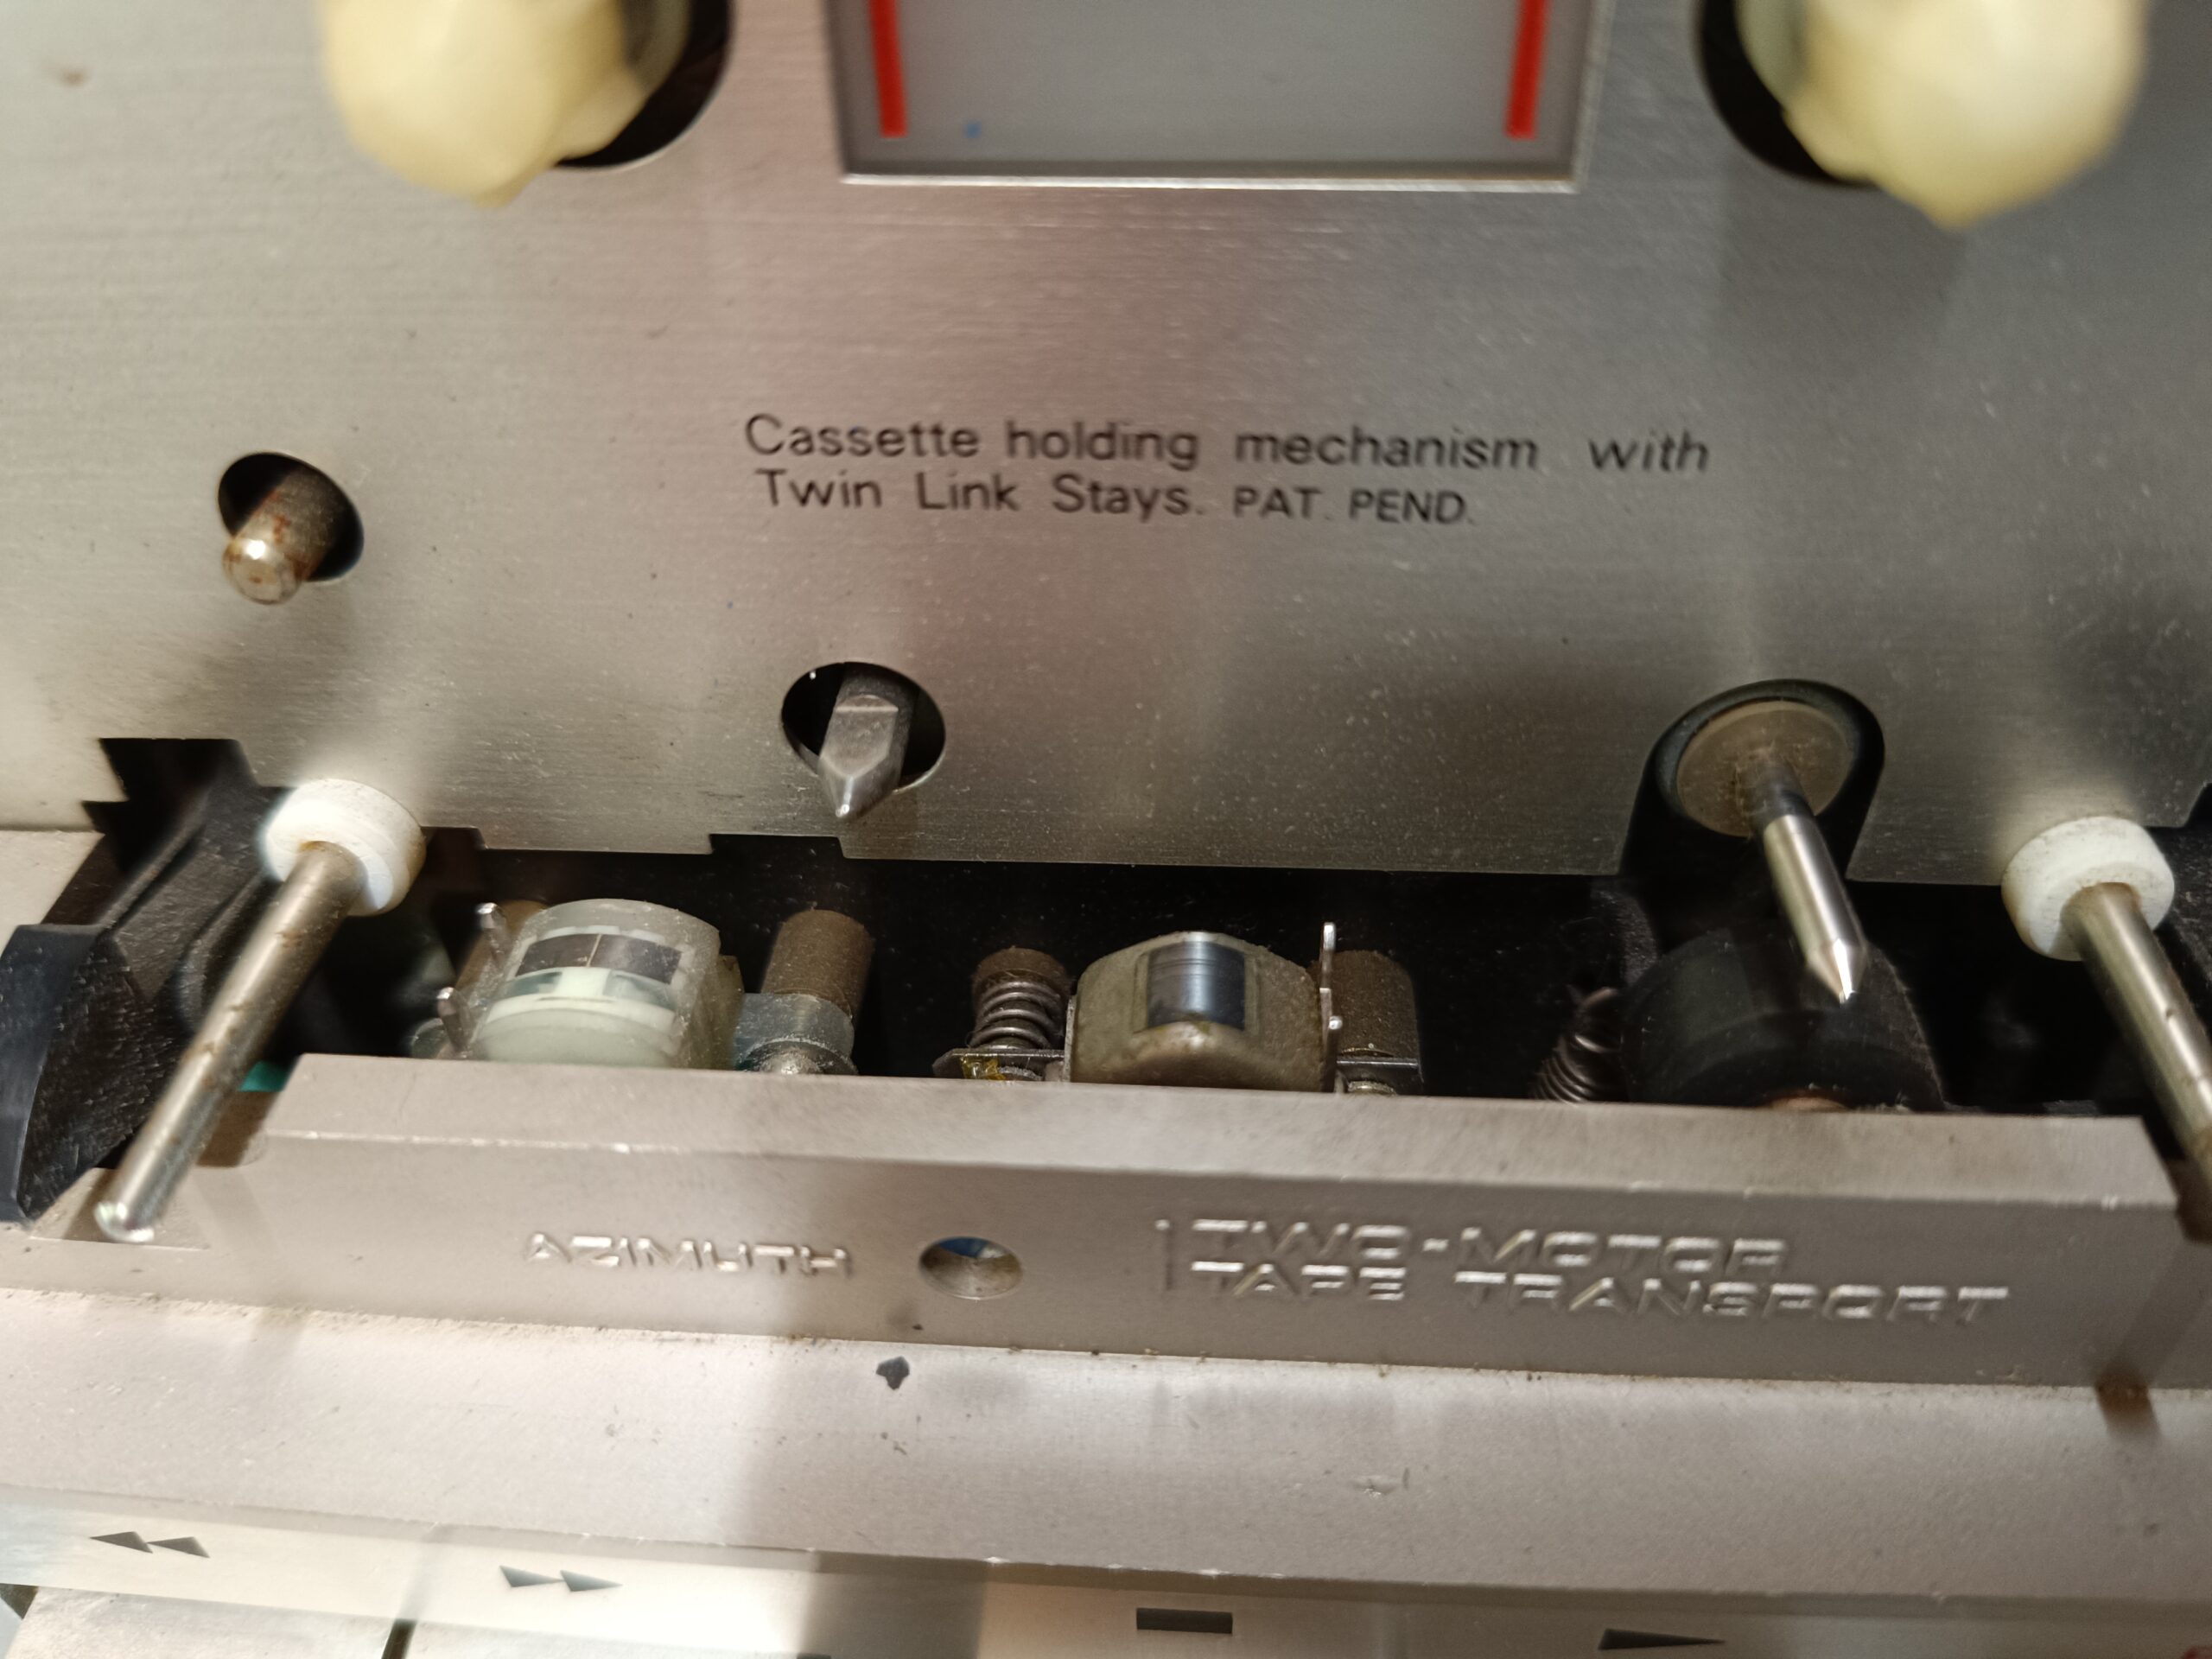 Cassette holding mechanism with
Twin Link Stays. PAT. PEND.
AZIMUTH
TWO-MOTOR
TAPE TRANSPORT